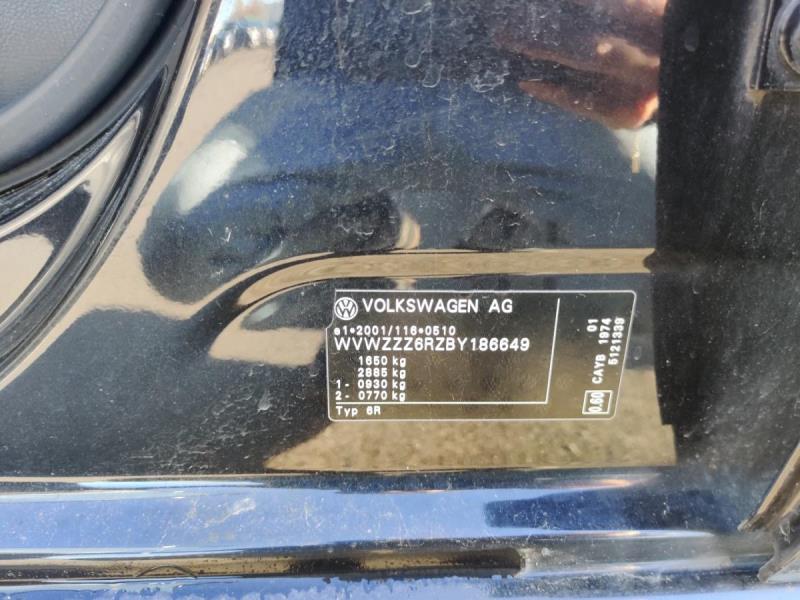 VOLKSWAGEN AG
e1*2001/116*0510
WVWZZZ6RZBY186649
1650 kg
2885 kg
1- 0930 kg
2- 0770 kg
Typ 6R
01
CAYB 1974
5121339
0.60